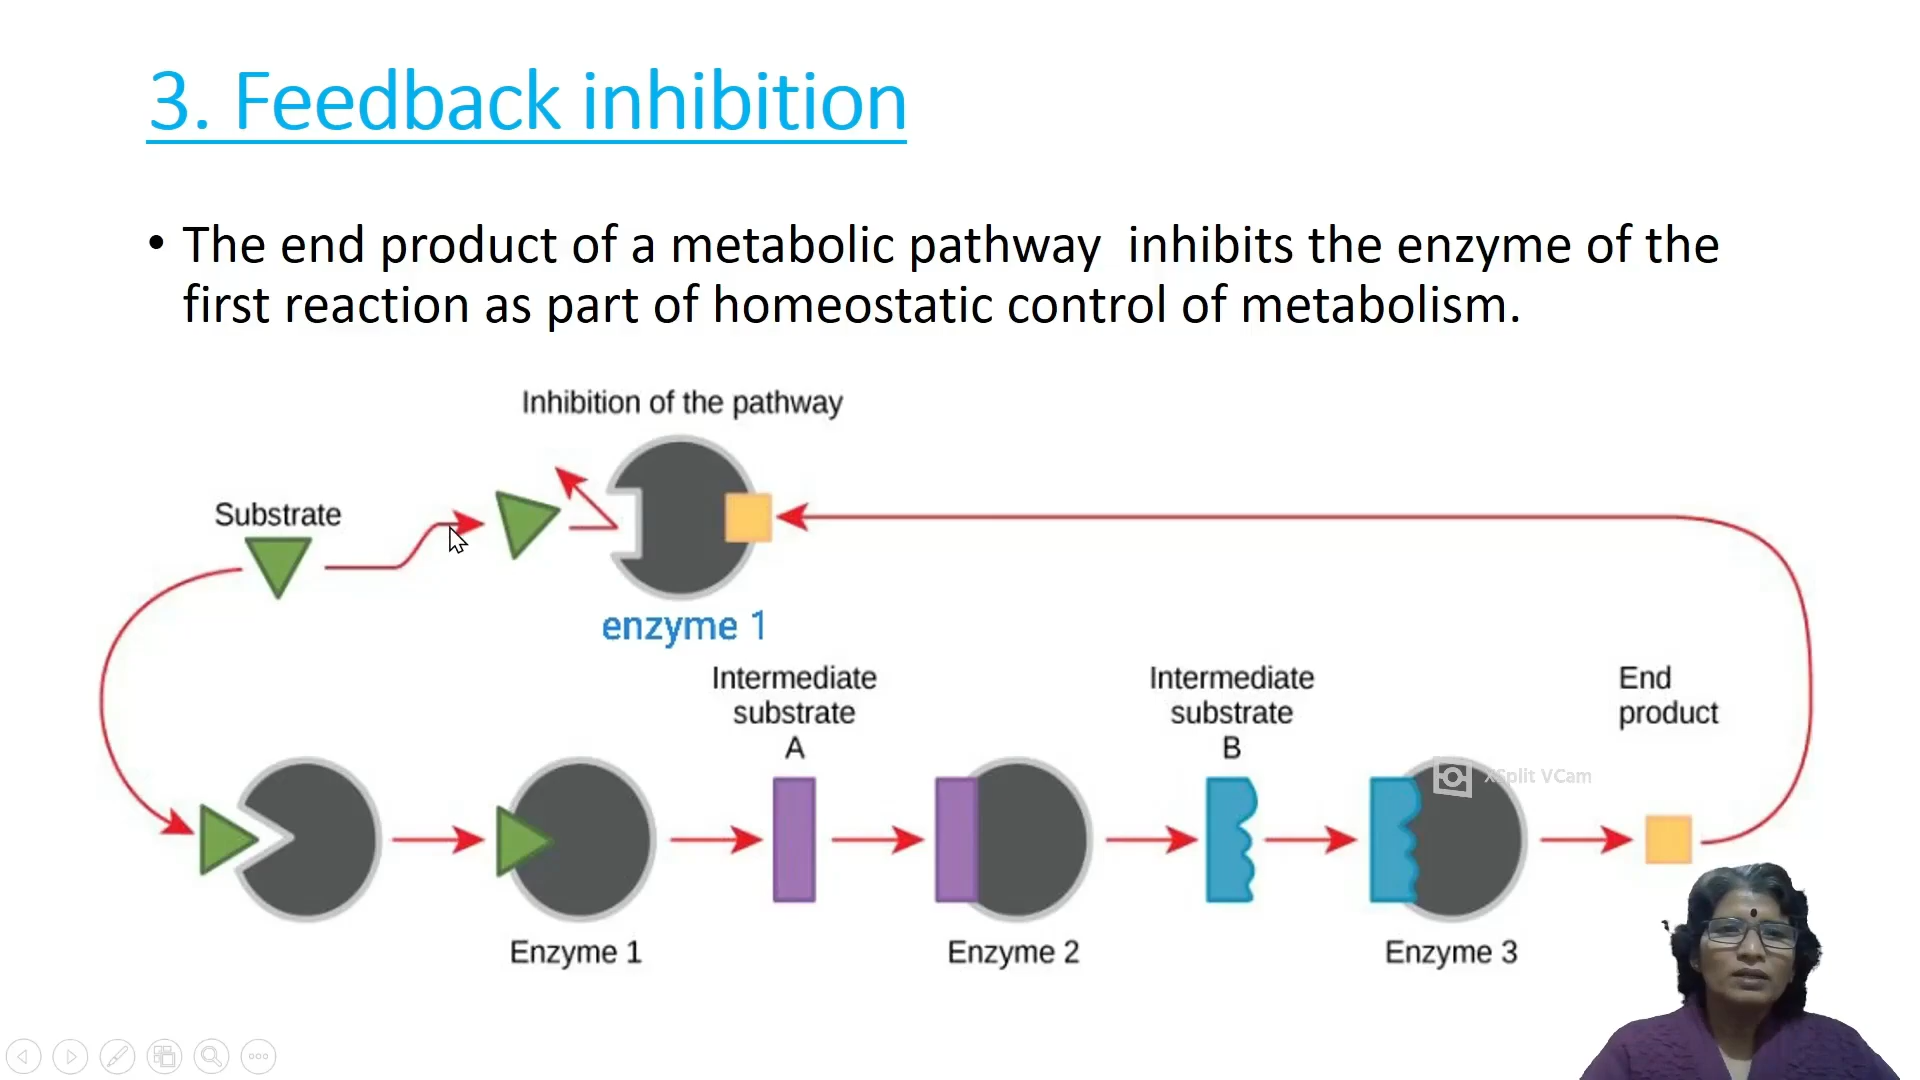 3. Feedback inhibition
• The end product of a metabolic pathway inhibits the enzyme of the
first reaction as part of homeostatic control of metabolism.
Inhibition of the pathway
Substrate
enzyme 1
Intermediate
substrate
A
Intermediate
substrate
B
End
product
XSplit VCam
Enzyme 1
Enzyme 2
Enzyme 3